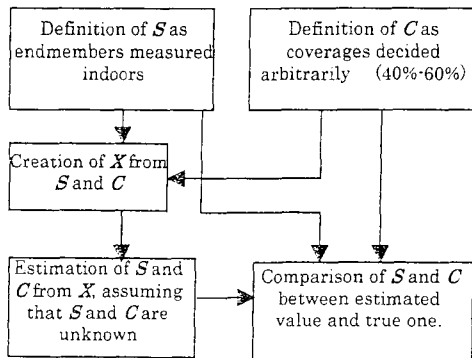 Definition of S as
endmembers measured
indoors
Definition of C as
coverages decided
arbitrarily (40%-60%)
Creation of X from
S and C
Estimation of S and
C from X, assuming
that S and C are
unknown
Comparison of S and C
between estimated
value and true one.